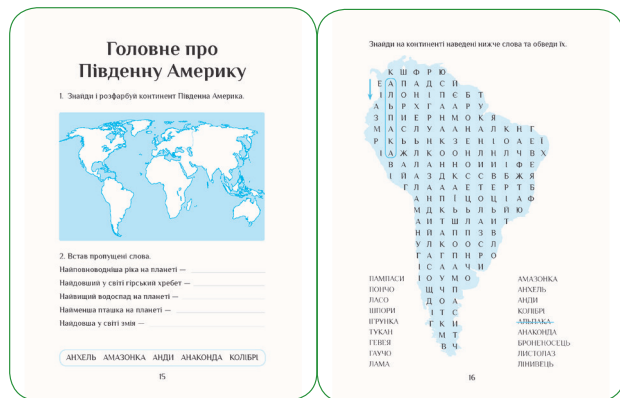 Головне про
Південну Америку
1. Знайди і розфарбуй континент Південна Америка.
2. Встав пропущені слова.
Найповноводніша ріка на планеті —
Найдовший у світі гірський хребет —
Найвищий водоспад на планеті —
Найменша пташка на планеті —
Найдовша у світі змія —
АНХЕЛЬ АМАЗОНКА АНДИ АНАКОНДА КОЛІБРІ
15
Знайди на континенті наведені нижче слова та обведи їх.
К Ш Ф Р Ю
Е А П А Д С Й
І Л О Н І П Є Б Т
А Ь Р Х Г А А Р У
З П И Е Р Н М О К Я
М А С Л У А А Н А Л К Н Г
Р К Ь Ь Н К З Е Н І О А Е Ї
І А Ж Л К О О Н Л Н Л Ч В Х
В А Л А Н Н О И И І Ф Е
І Й А З Д К С С В Б Ж Я
Г Л А А А Е Т Е Р Т Б
А Н П Ї Ц О Ц І А Ф
М Д К Ь Ь Л Ь Й Ю
А И Т Ш Л А И Т
Н Й А П П З В
У Л К О О С Л
Г А Г П Н Р О
І С А А Ч И
І О У М О
Щ Ч П
Д О А
І Т С
Г К И
М Т
В Ч
ПАМПАСИ
ПОНЧО
ЛАСО
ШПОРИ
ІГРУНКА
ТУКАН
ГЕВЕЯ
ГАУЧО
ЛАМА
АМАЗОНКА
АНХЕЛЬ
АНДИ
КОЛІБРІ
АЛЬПАКА
АНАКОНДА
БРОНЕНОСЕЦЬ
ЛИСТОЛАЗ
ЛІНИВЕЦЬ
16